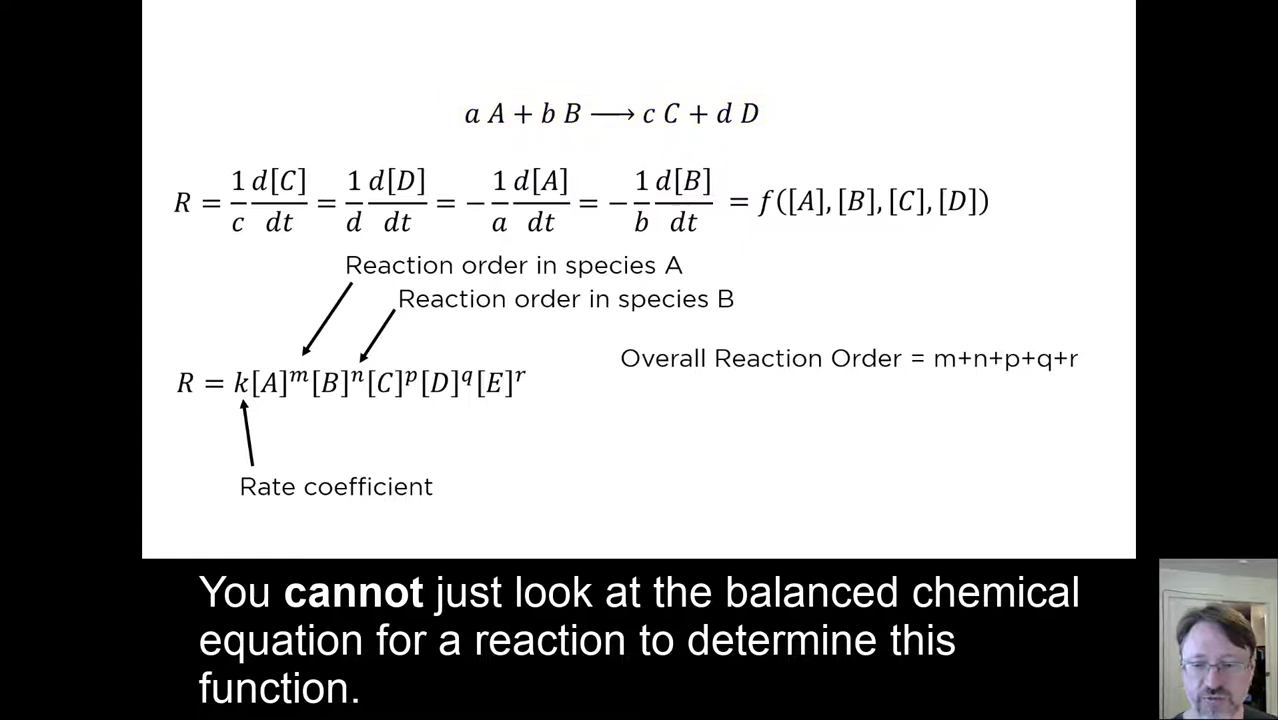 a A + b B ⟶ c C + d D
R = 1/c d[C]/dt = 1/d d[D]/dt = − 1/a d[A]/dt = − 1/b d[B]/dt = f([A], [B], [C], [D])
Reaction order in species A
Reaction order in species B
Overall Reaction Order = m+n+p+q+r
R = k[A]^m[B]^n[C]^p[D]^q[E]^r
Rate coefficient
You cannot just look at the balanced chemical
equation for a reaction to determine this
function.